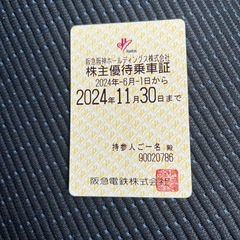 Hankyu
阪急阪神ホールディングス株式会社
株主優待乗車証
2024年-6月-1日から
2024年11月30日まで
持参人ご一名 殿
90020786
阪急電鉄株式会社